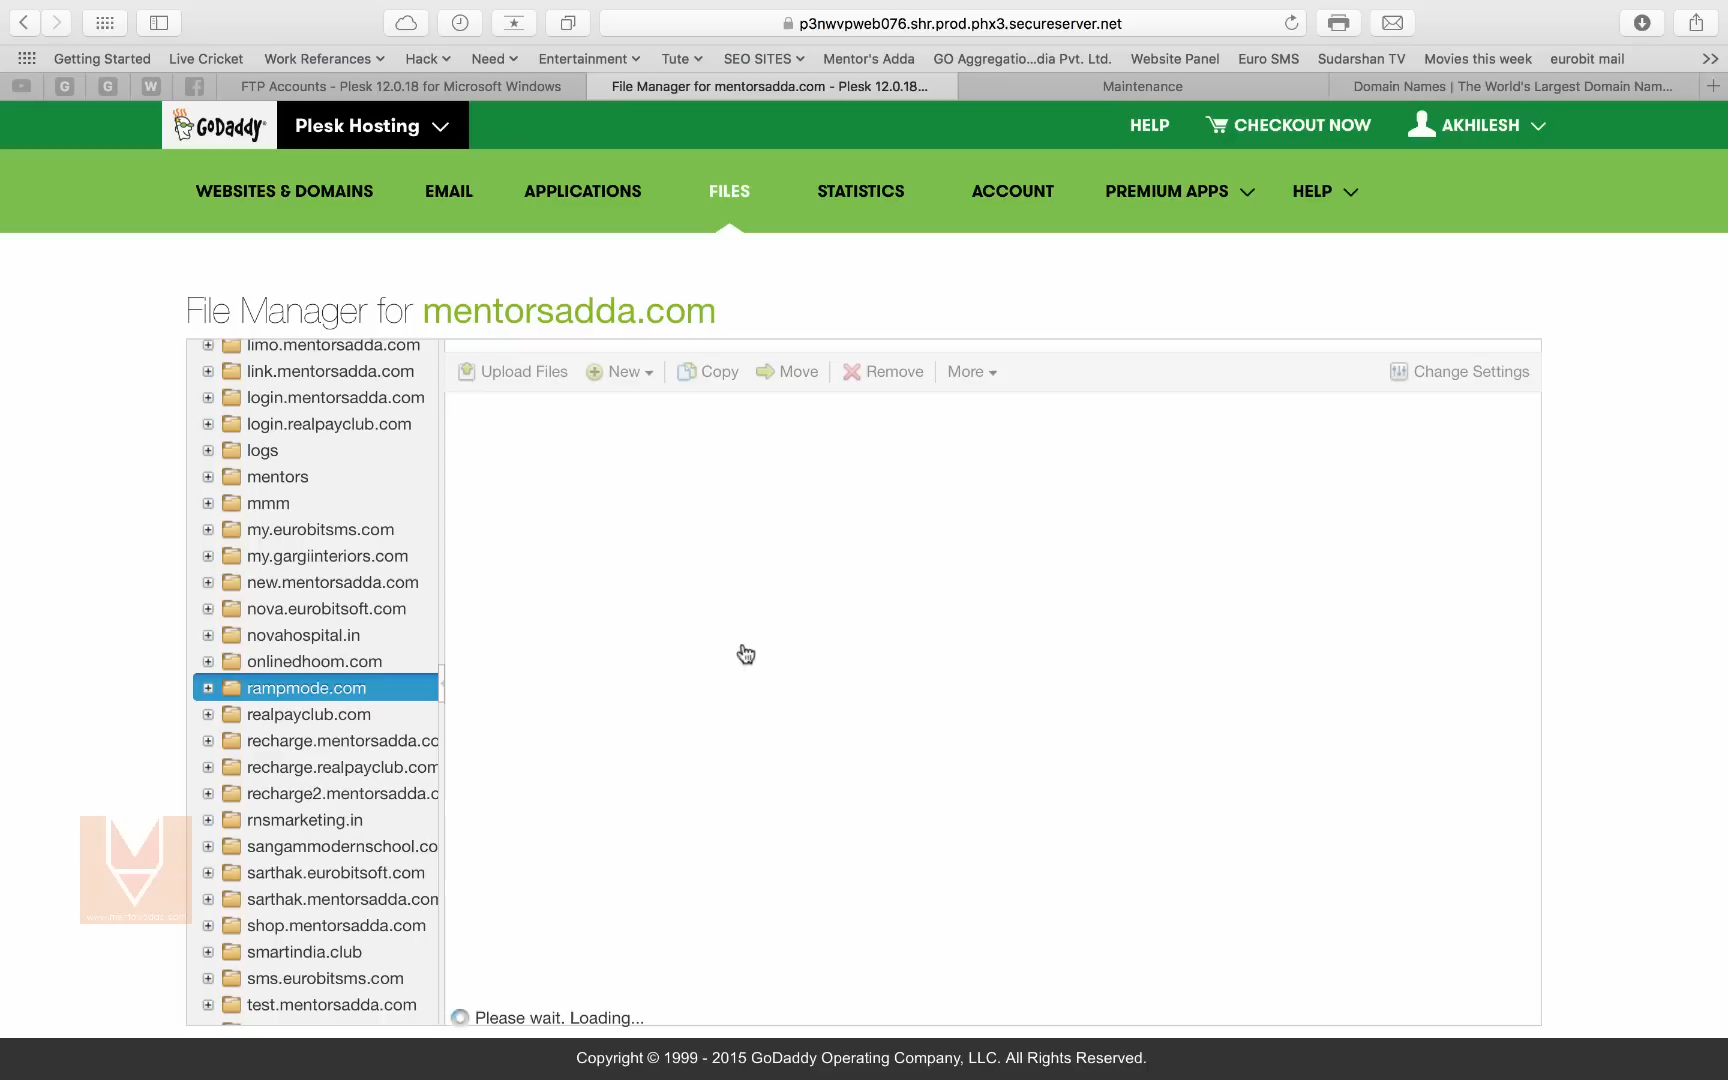 p3nwvpweb076.shr.prod.phx3.secureserver.net
Getting Started Live Cricket Work Referances Hack Need Entertainment Tute SEO SITES Mentor's Adda GO Aggregatio...dia Pvt. Ltd. Website Panel Euro SMS Sudarshan TV Movies this week eurobit mail
G G W FTP Accounts - Plesk 12.0.18 for Microsoft Windows File Manager for mentorsadda.com - Plesk 12.0.18... Maintenance Domain Names | The World's Largest Domain Nam...
GoDaddy Plesk Hosting HELP CHECKOUT NOW AKHILESH
WEBSITES & DOMAINS EMAIL APPLICATIONS FILES STATISTICS ACCOUNT PREMIUM APPS HELP
File Manager for mentorsadda.com
Upload Files New Copy Move Remove More Change Settings
limo.mentorsadda.com
link.mentorsadda.com
login.mentorsadda.com
login.realpayclub.com
logs
mentors
mmm
my.eurobitsms.com
my.gargiinteriors.com
new.mentorsadda.com
nova.eurobitsoft.com
novahospital.in
onlinedhoom.com
rampmode.com
realpayclub.com
recharge.mentorsadda.co
recharge.realpayclub.com
recharge2.mentorsadda.c
rnsmarketing.in
sangammodernschool.co
sarthak.eurobitsoft.com
sarthak.mentorsadda.com
shop.mentorsadda.com
smartindia.club
sms.eurobitsms.com
test.mentorsadda.com
www.mentorsadda.com
Please wait. Loading...
Copyright © 1999 - 2015 GoDaddy Operating Company, LLC. All Rights Reserved.